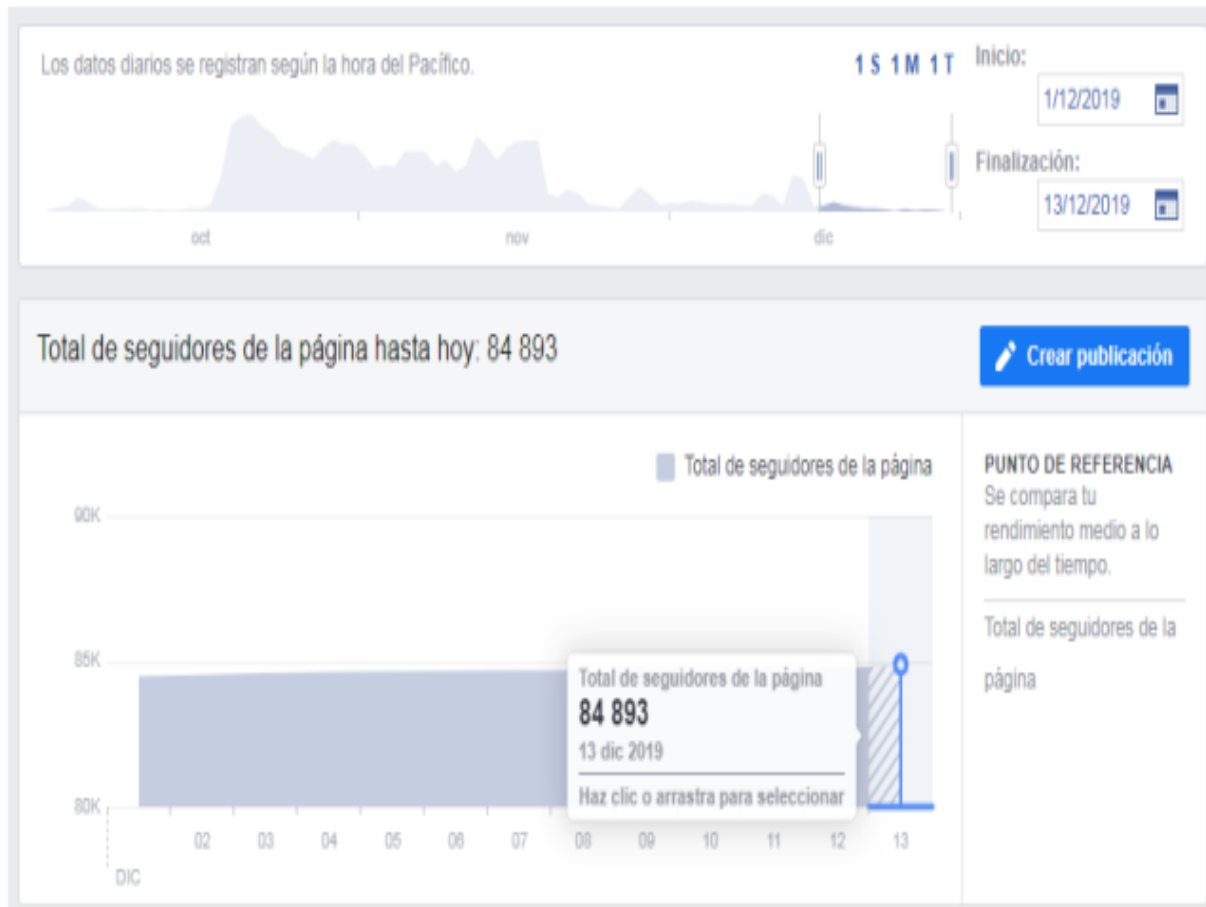 Los datos diarios se registran según la hora del Pacífico.
1 S 1 M 1 T
Inicio:
1/12/2019
Finalización:
13/12/2019
oct
nov
dic
Total de seguidores de la página hasta hoy: 84 893
Crear publicación
Total de seguidores de la página
90K
85K
80K
Total de seguidores de la página
84 893
13 dic 2019
Haz clic o arrastra para seleccionar
02 03 04 05 06 07 08 09 10 11 12 13
DIC
PUNTO DE REFERENCIA
Se compara tu
rendimiento medio a lo
largo del tiempo.
Total de seguidores de la
página